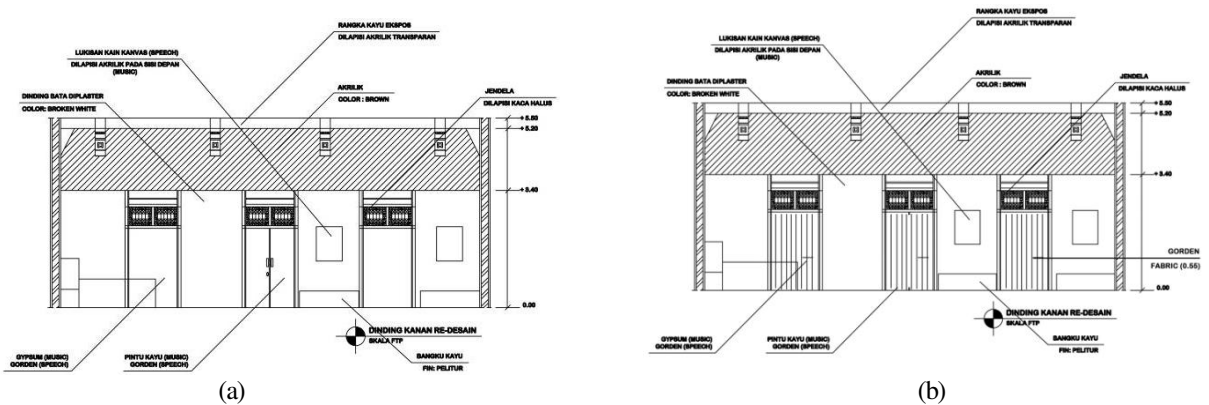 RANGKA KAYU EKSPOS
DILAPISI AKRILIK TRANSPARAN
LUKISAN KAIN KANVAS (SPEECH)
DILAPISI AKRILIK PADA SISI DEPAN
(MUSIC)
DINDING BATA DIPLASTER
COLOR: BROKEN WHITE
AKRILIK
COLOR : BROWN
JENDELA
DILAPISI KACA HALUS
+ 5.50
+ 5.20
+ 3.40
0.00
DINDING KANAN RE-DESAIN
SKALA FTP
GYPSUM (MUSIC)
GORDEN (SPEECH)
PINTU KAYU (MUSIC)
GORDEN (SPEECH)
BANGKU KAYU
FIN: PELITUR
(a)
RANGKA KAYU EKSPOS
DILAPISI AKRILIK TRANSPARAN
LUKISAN KAIN KANVAS (SPEECH)
DILAPISI AKRILIK PADA SISI DEPAN
(MUSIC)
DINDING BATA DIPLASTER
COLOR: BROKEN WHITE
AKRILIK
COLOR : BROWN
JENDELA
DILAPISI KACA HALUS
+ 5.50
+ 5.20
+ 3.40
GORDEN
FABRIC (0.55)
0.00
DINDING KANAN RE-DESAIN
SKALA FTP
GYPSUM (MUSIC)
GORDEN (SPEECH)
PINTU KAYU (MUSIC)
GORDEN (SPEECH)
BANGKU KAYU
FIN: PELITUR
(b)